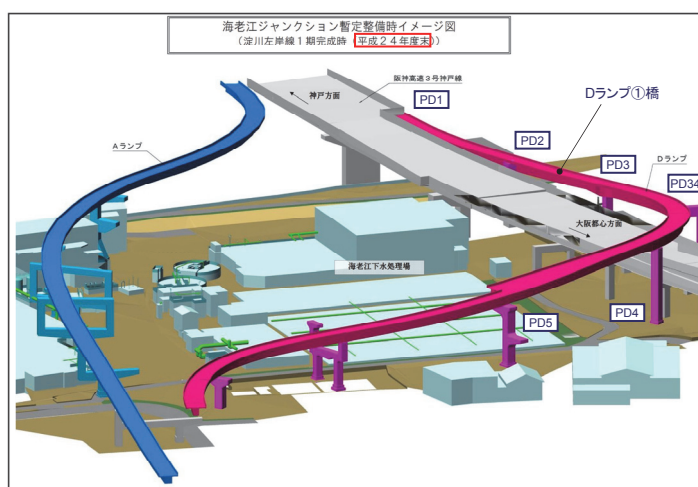 海老江ジャンクション暫定整備時イメージ図
(淀川左岸線1期完成時(平成24年度末))
阪神高速3号神戸線
神戸方面
PD1
Dランプ①橋
PD2
Aランプ
PD3
Dランプ
PD34
大阪都心方面
海老江下水処理場
PD4
PD5